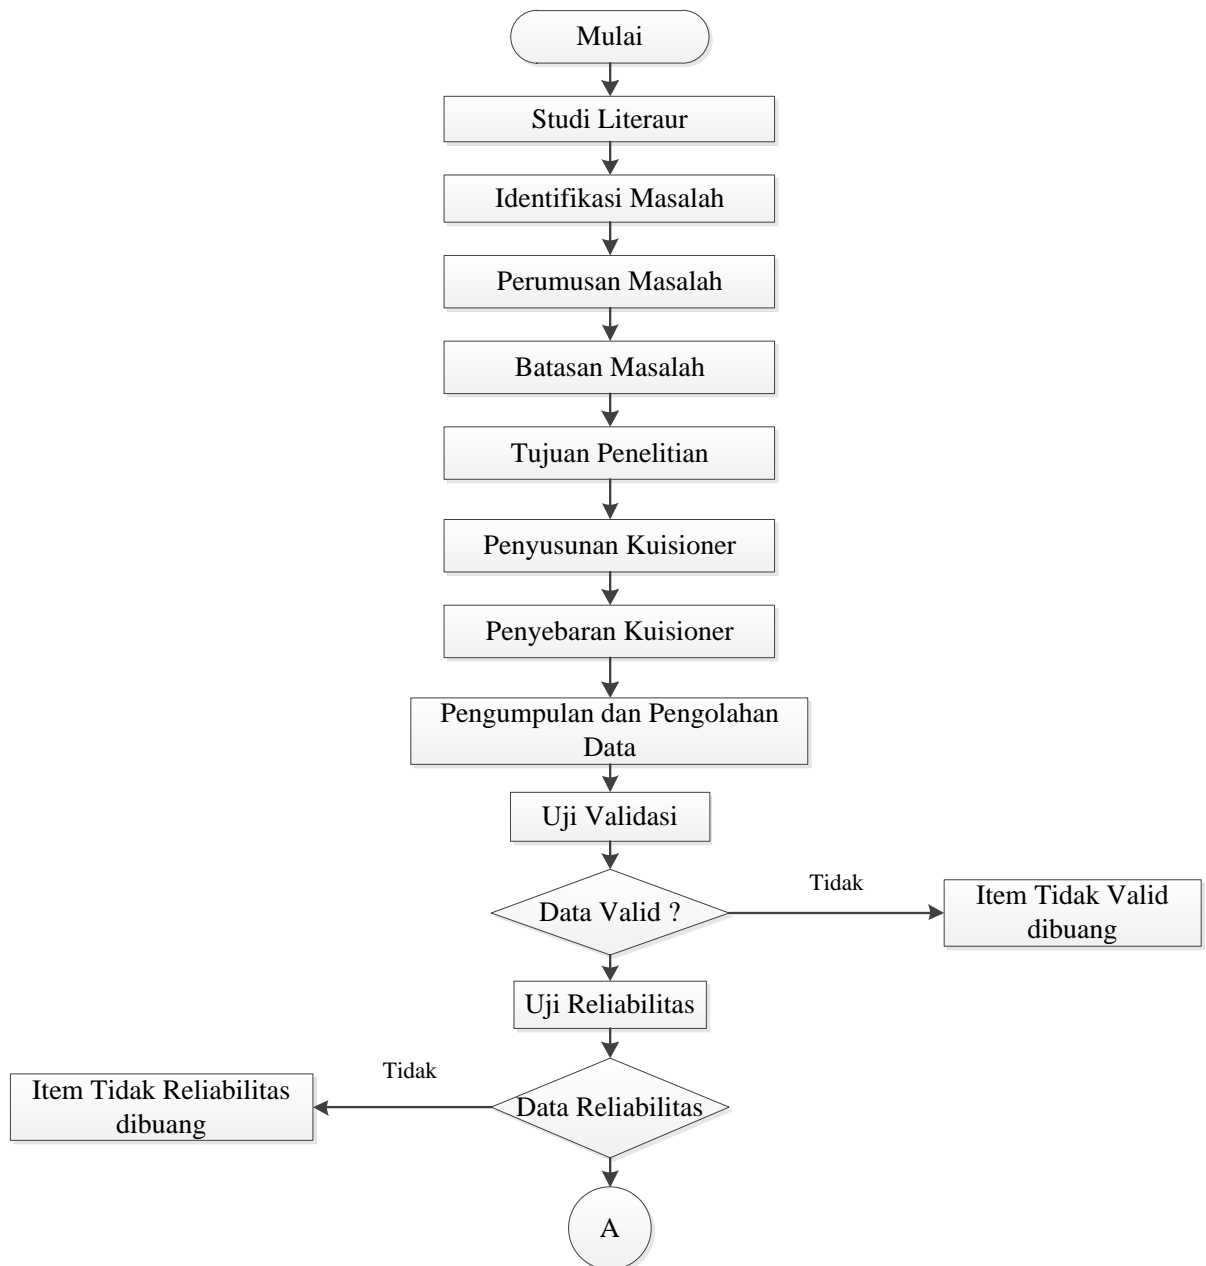 Mulai
Studi Literaur
Identifikasi Masalah
Perumusan Masalah
Batasan Masalah
Tujuan Penelitian
Penyusunan Kuisioner
Penyebaran Kuisioner
Pengumpulan dan Pengolahan
Data
Uji Validasi
Data Valid ?
Tidak
Item Tidak Valid
dibuang
Uji Reliabilitas
Data Reliabilitas
Tidak
Item Tidak Reliabilitas
dibuang
A